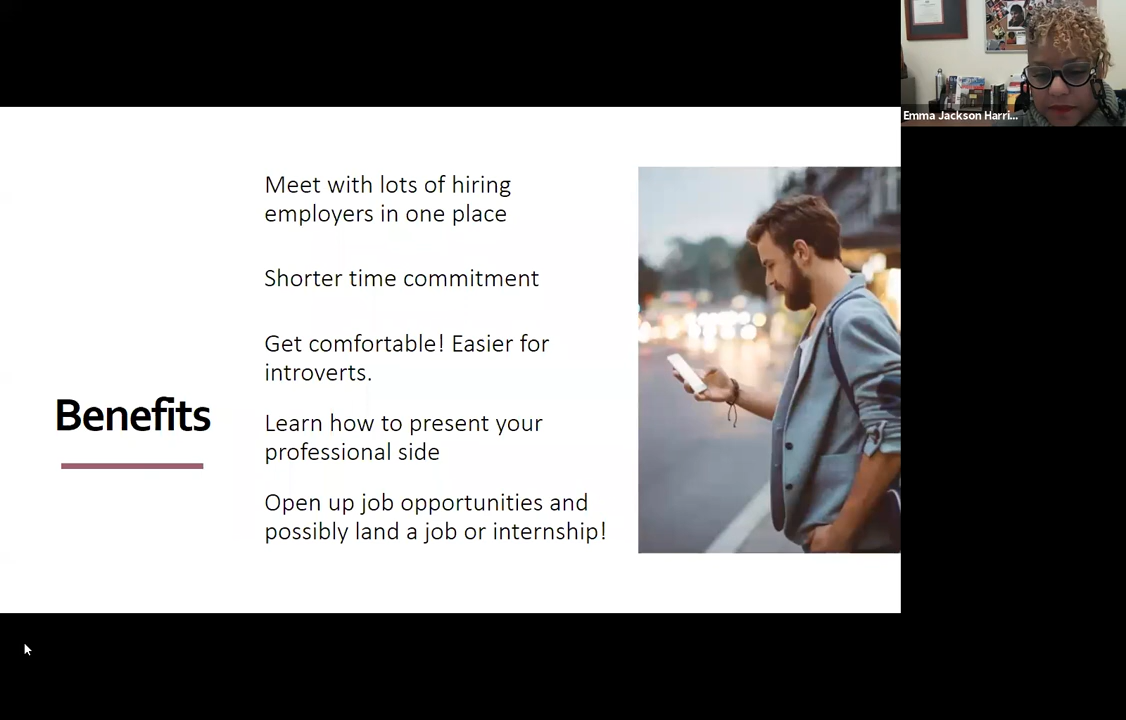 Emma Jackson Harri...
Meet with lots of hiring
employers in one place
Shorter time commitment
Get comfortable! Easier for
introverts.
Benefits
Learn how to present your
professional side
Open up job opportunities and
possibly land a job or internship!